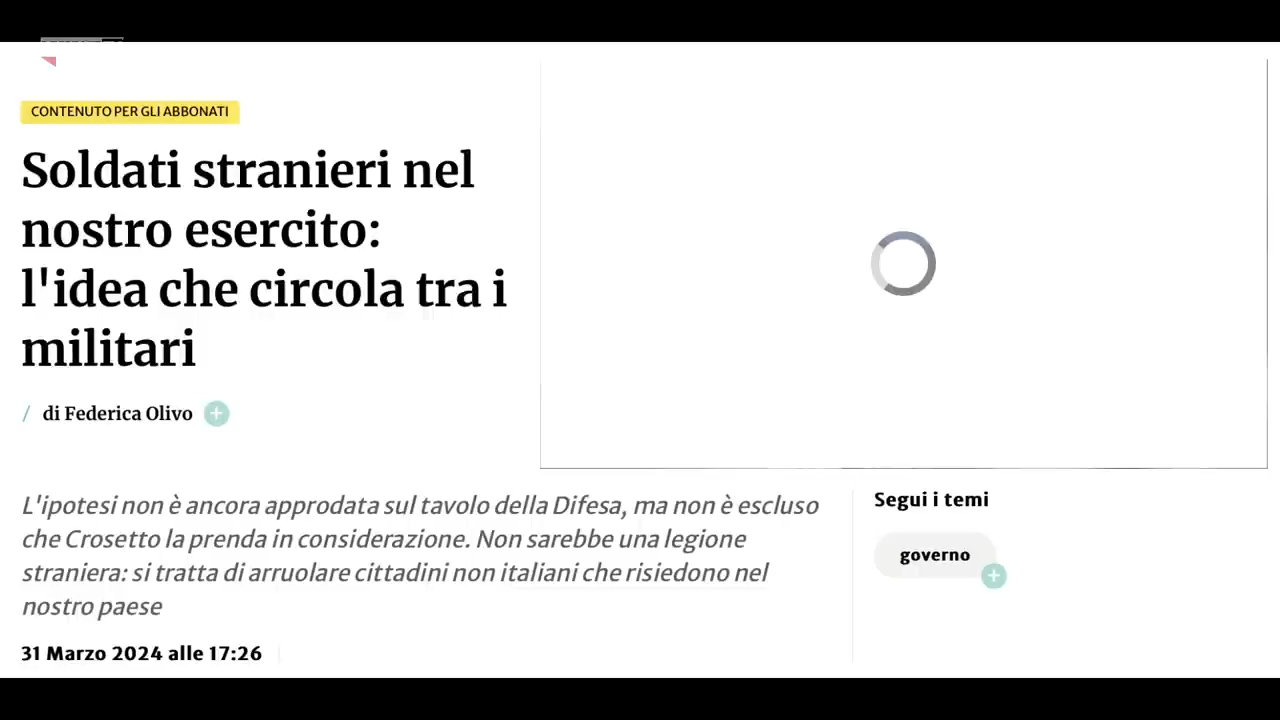 CONTENUTO PER GLI ABBONATI
Soldati stranieri nel
nostro esercito:
l'idea che circola tra i
militari
/ di Federica Olivo +
L'ipotesi non è ancora approdata sul tavolo della Difesa, ma non è escluso
che Crosetto la prenda in considerazione. Non sarebbe una legione
straniera: si tratta di arruolare cittadini non italiani che risiedono nel
nostro paese
31 Marzo 2024 alle 17:26
Segui i temi
governo
+